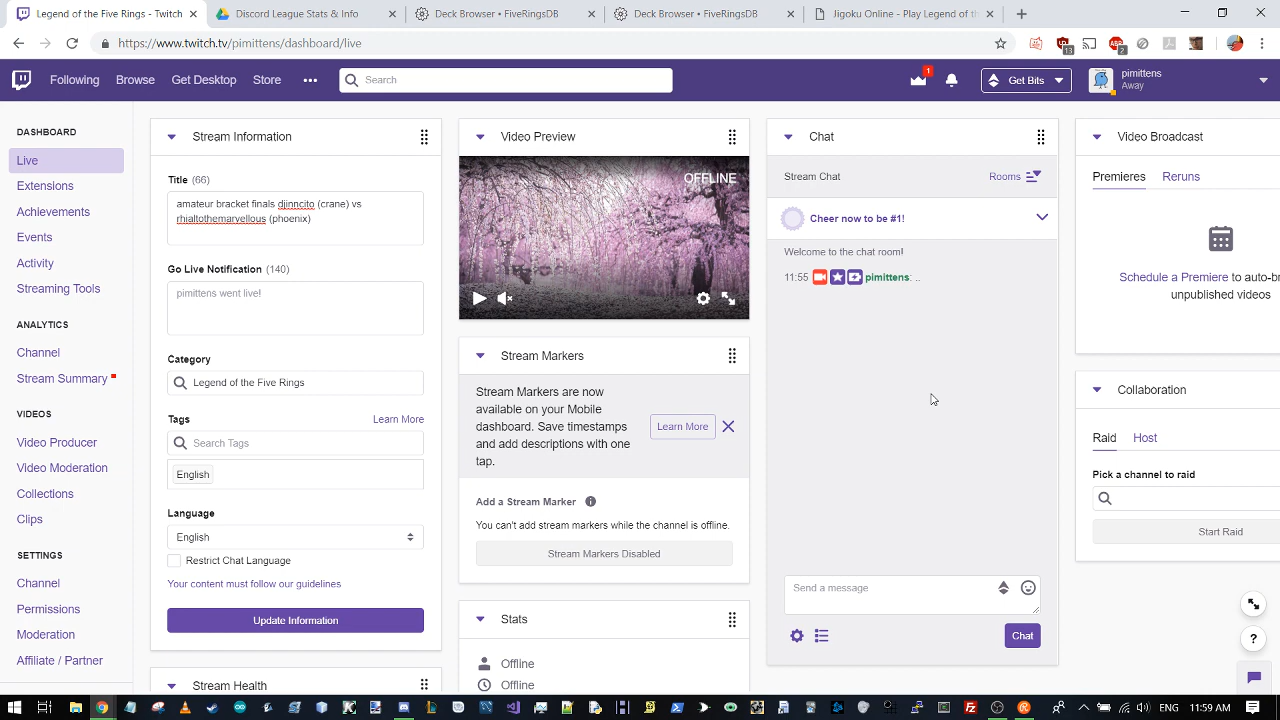 Legend of the Five Rings - Twitch
Discord League Stats & Info
Deck Browser • FiveRingsDB
Deck Browser • FiveRingsDB
Jigoku Online - Play Legend of th
https://www.twitch.tv/pimittens/dashboard/live
13
2
Following
Browse
Get Desktop
Store
Search
1
Get Bits
pimittens
Away
DASHBOARD
Live
Extensions
Achievements
Events
Activity
Streaming Tools
ANALYTICS
Channel
Stream Summary
VIDEOS
Video Producer
Video Moderation
Collections
Clips
SETTINGS
Channel
Permissions
Moderation
Affiliate / Partner
Stream Information
Title (66)
amateur bracket finals djinncito (crane) vs
rhialtothemarvellous (phoenix)
Go Live Notification (140)
pimittens went live!
Category
Legend of the Five Rings
Tags
Learn More
Search Tags
English
Language
English
Restrict Chat Language
Your content must follow our guidelines
Update Information
Stream Health
Video Preview
OFFLINE
Stream Markers
Stream Markers are now
available on your Mobile
dashboard. Save timestamps
and add descriptions with one
tap.
Learn More
Add a Stream Marker
You can't add stream markers while the channel is offline.
Stream Markers Disabled
Stats
Offline
Offline
Chat
Stream Chat
Rooms
Cheer now to be #1!
Welcome to the chat room!
11:55 pimittens: ..
Send a message
Chat
Video Broadcast
Premieres
Reruns
Schedule a Premiere to auto-br
unpublished videos
Collaboration
Raid
Host
Pick a channel to raid
Start Raid
?
ENG
11:59 AM